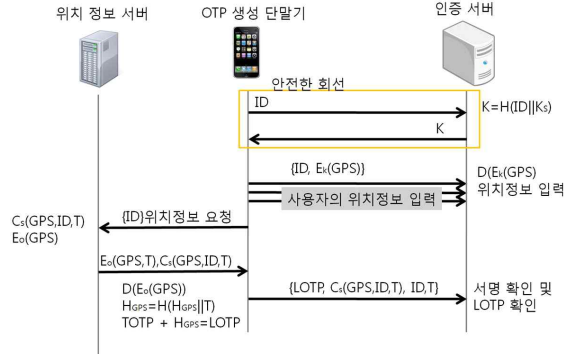 위치 정보 서버
OTP 생성 단말기
인증 서버
안전한 회선
ID
K=H(ID||Ks)
K
{ID, Ek(GPS)}
D(Ek(GPS)
위치정보 입력
사용자의 위치정보 입력
{ID}위치정보 요청
Cs(GPS,ID,T)
Eo(GPS)
Eo(GPS,T),Cs(GPS,ID,T)
D(Eo(GPS))
HGPS=H(HGPS||T)
TOTP + HGPS=LOTP
{LOTP, Cs(GPS,ID,T), ID,T}
서명 확인 및
LOTP 확인